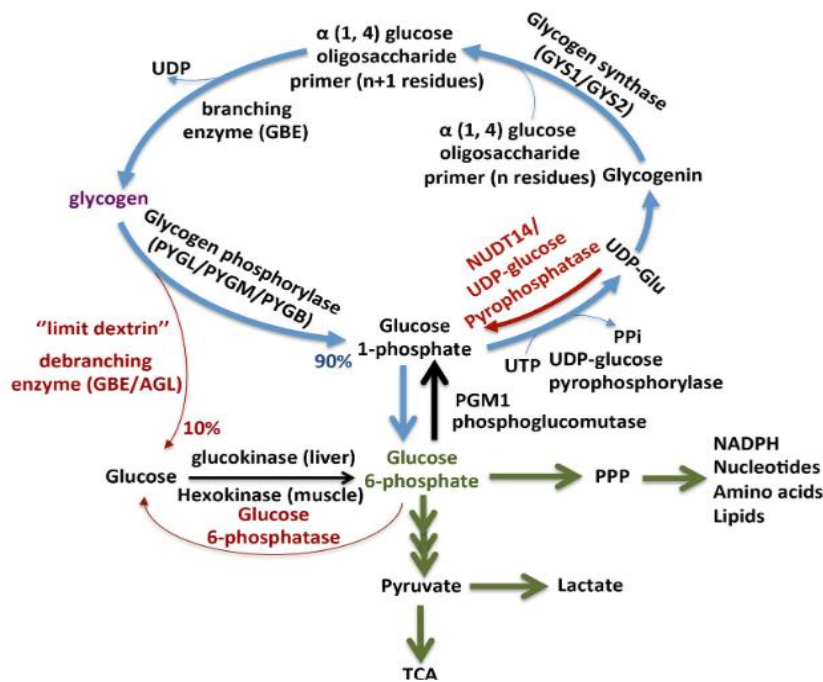 α (1, 4) glucose
oligosaccharide
primer (n+1 residues)
UDP
branching
enzyme (GBE)
Glycogen synthase
(GYS1/GYS2)
α (1, 4) glucose
oligosaccharide
primer (n residues)
Glycogenin
glycogen
Glycogen phosphorylase
(PYGL/PYGM/PYGB)
NUDT14/
UDP-glucose
Pyrophosphatase
UDP-Glu
"limit dextrin"
debranching
enzyme (GBE/AGL)
90%
Glucose
1-phosphate
UTP
PPi
UDP-glucose
pyrophosphorylase
PGM1
phosphoglucomutase
10%
Glucose
glucokinase (liver)
Hexokinase (muscle)
Glucose
6-phosphatase
Glucose
6-phosphate
PPP
NADPH
Nucleotides
Amino acids
Lipids
Pyruvate
Lactate
TCA